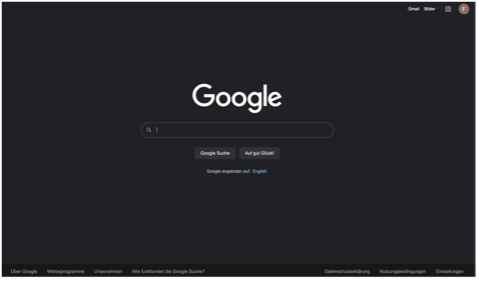 Gmail Bilder F
Google
Google Suche Auf gut Glück!
Google angeboten auf: English
Über Google Werbeprogramme Unternehmen Wie funktioniert die Google Suche? Datenschutzerklärung Nutzungsbedingungen Einstellungen